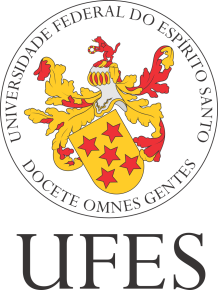 UNIVERSIDADE FEDERAL DO ESPÍRITO SANTO
DOCETE OMNES GENTES
UFES